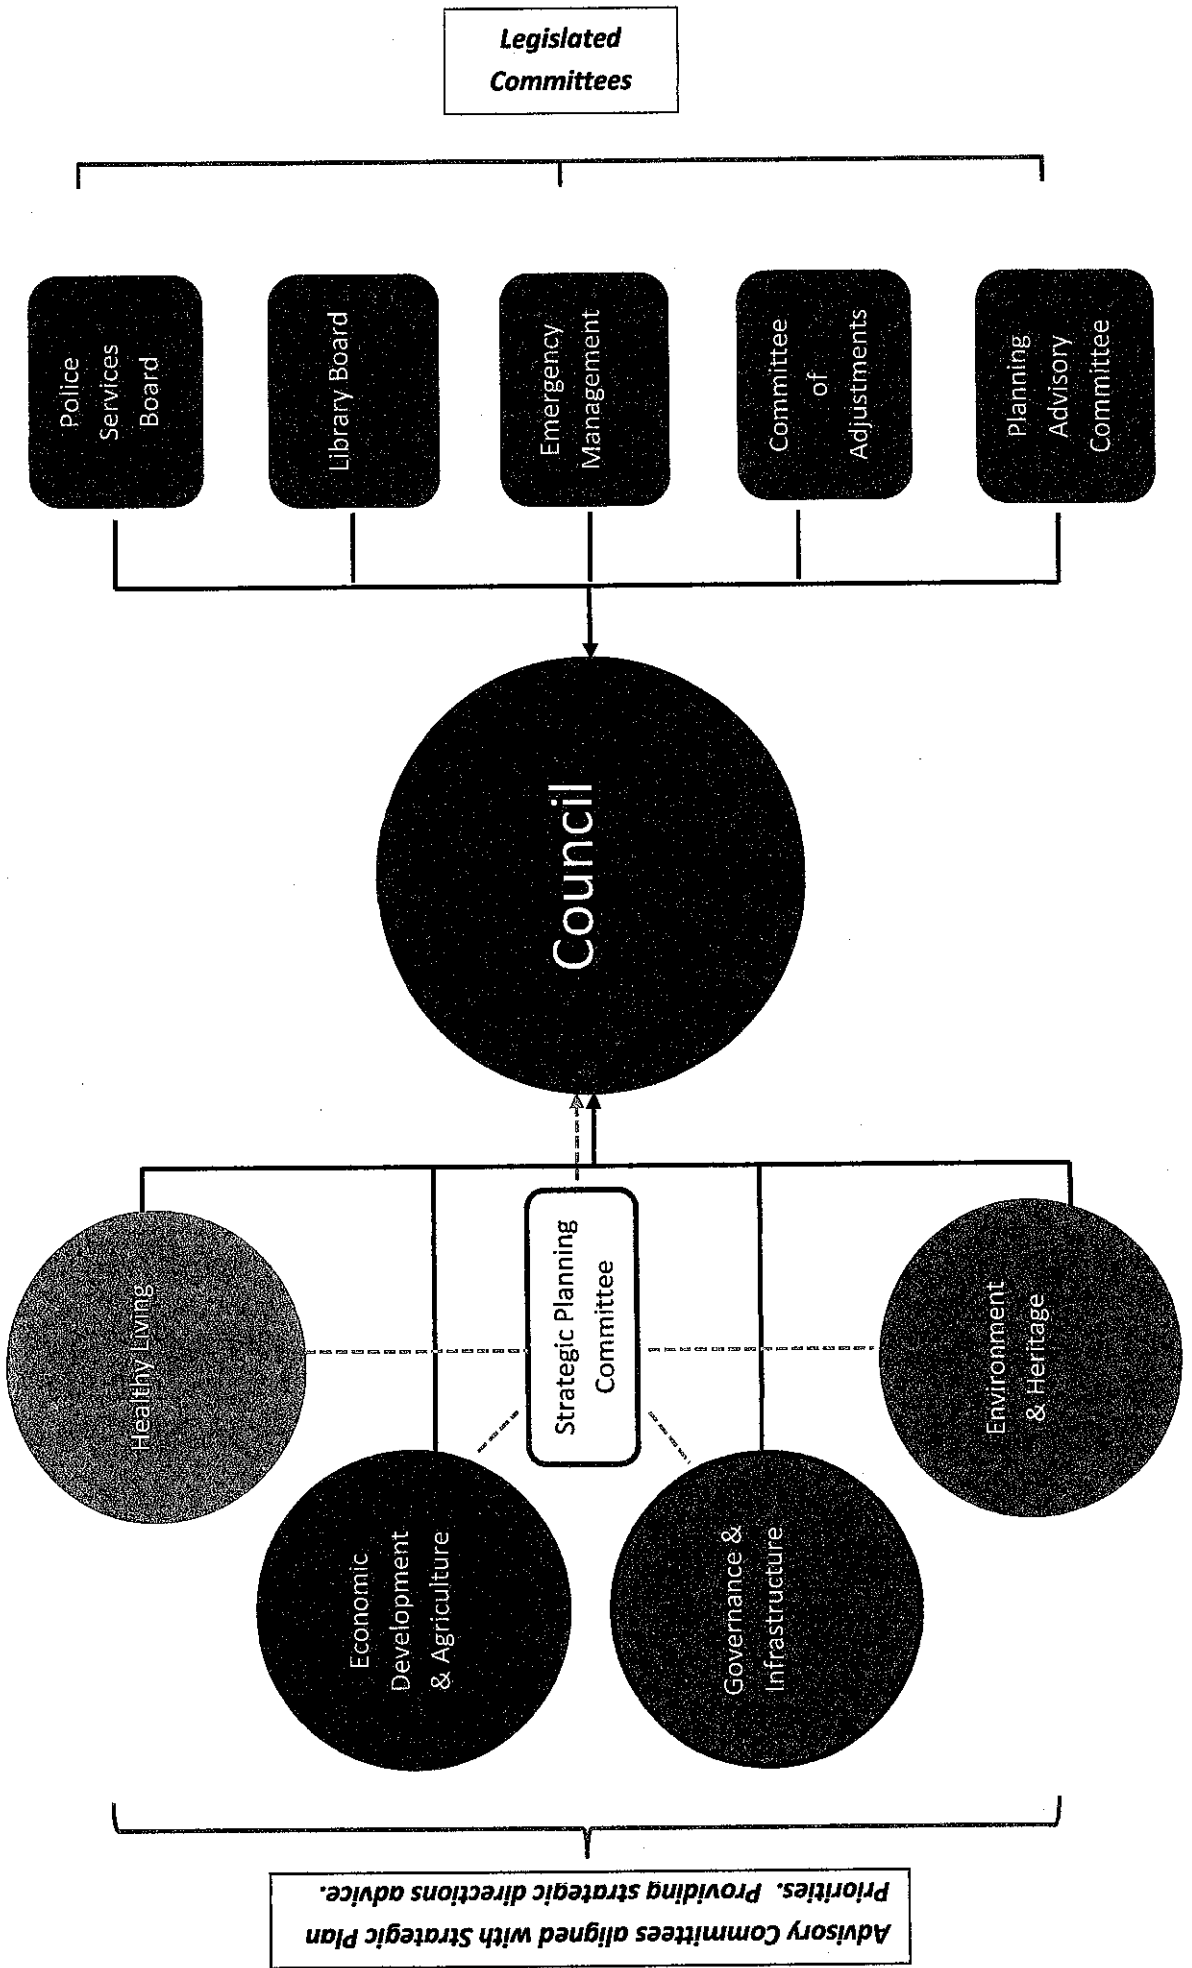 Legislated
Committees
Police
Services
Board
Library Board
Emergency
Management
Committee
of
Adjustments
Planning
Advisory
Committee
Council
Strategic Planning
Committee
Healthy Living
Economic
Development
& Agriculture
Governance &
Infrastructure
Environment
& Heritage
Advisory Committees aligned with Strategic Plan
Priorities. Providing strategic directions advice.